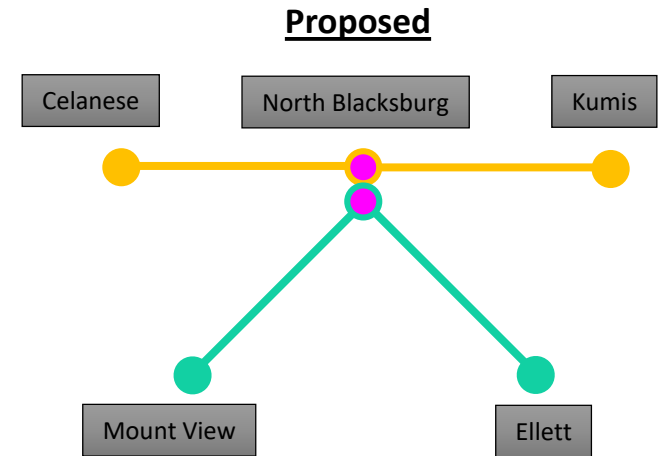 Proposed
Celanese
North Blacksburg
Kumis
Mount View
Ellett